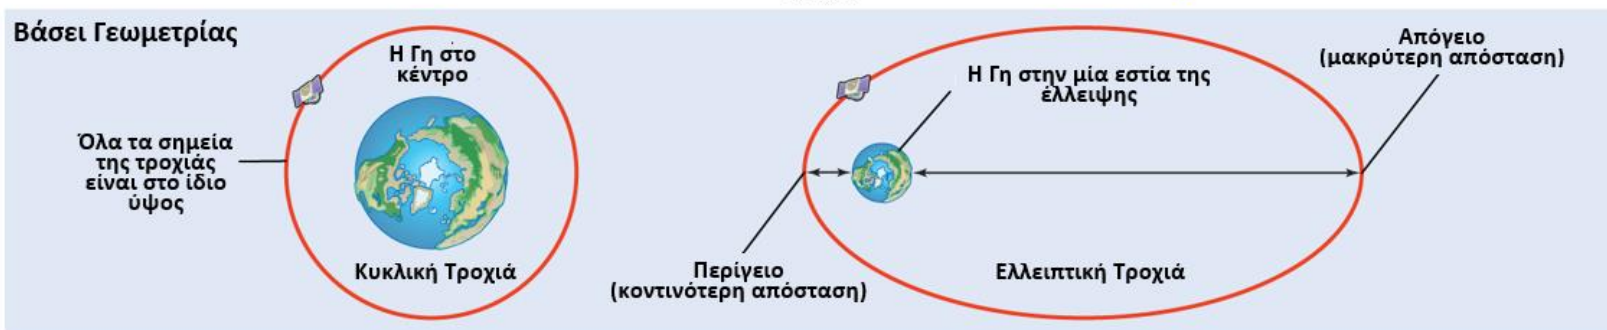 Βάσει Γεωμετρίας
Η Γη στο
κέντρο
Όλα τα σημεία
της τροχιάς
είναι στο ίδιο
ύψος
Κυκλική Τροχιά
Η Γη στην μία εστία της
έλλειψης
Απόγειο
(μακρύτερη απόσταση)
Περίγειο
(κοντινότερη απόσταση)
Ελλειπτική Τροχιά